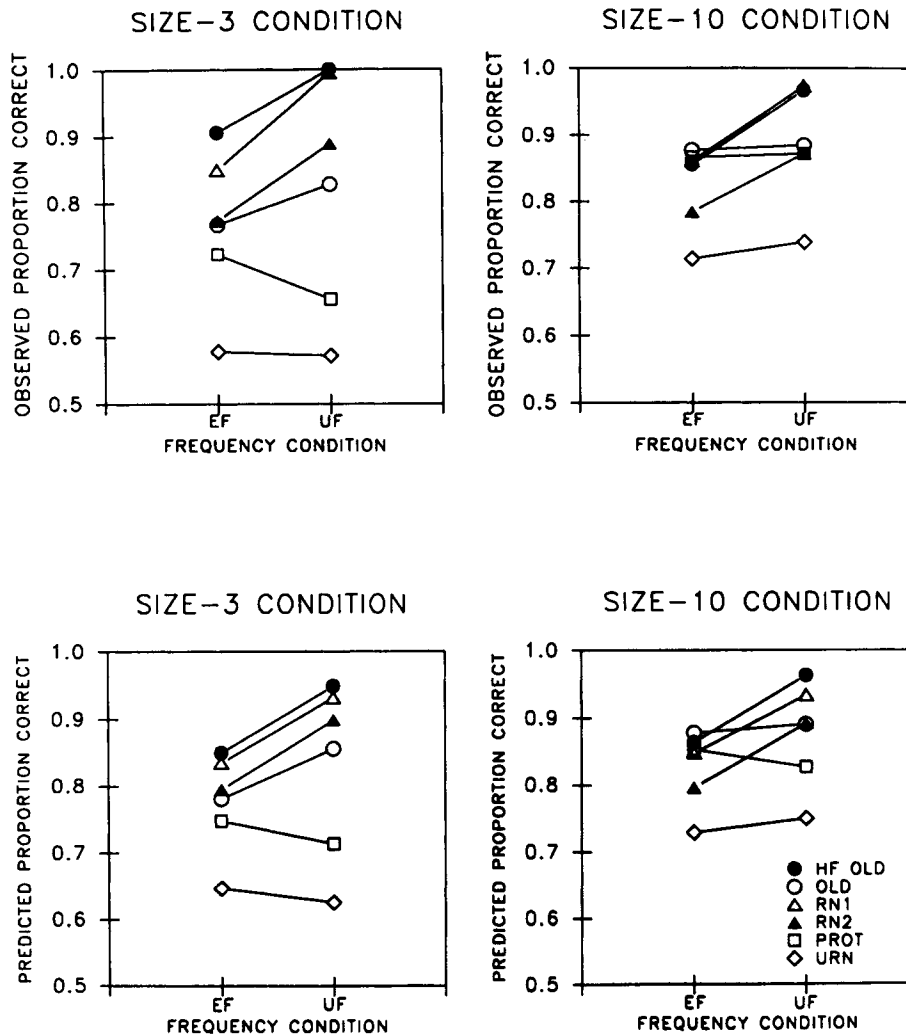 SIZE-3 CONDITION
OBSERVED PROPORTION CORRECT
1.0
0.9
0.8
0.7
0.6
0.5
EF
UF
FREQUENCY CONDITION
SIZE-10 CONDITION
OBSERVED PROPORTION CORRECT
1.0
0.9
0.8
0.7
0.6
0.5
EF
UF
FREQUENCY CONDITION
SIZE-3 CONDITION
PREDICTED PROPORTION CORRECT
1.0
0.9
0.8
0.7
0.6
0.5
EF
UF
FREQUENCY CONDITION
SIZE-10 CONDITION
PREDICTED PROPORTION CORRECT
1.0
0.9
0.8
0.7
0.6
0.5
EF
UF
FREQUENCY CONDITION
HF OLD
OLD
RN1
RN2
PROT
URN